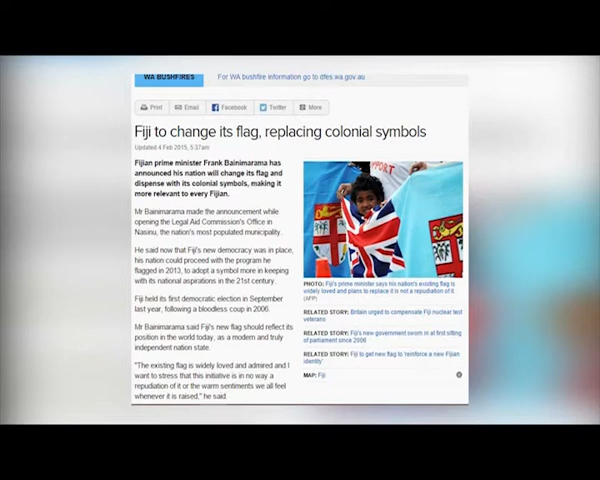 WA BUSHFIRES
For WA bushfire information go to dfes.wa.gov.au
Print
Email
Facebook
Twitter
More
Fiji to change its flag, replacing colonial symbols
Updated 4 Feb 2015, 5:37am
Fijian prime minister Frank Bainimarama has
announced his nation will change its flag and
dispense with its colonial symbols, making it
more relevant to every Fijian.
Mr Bainimarama made the announcement while
opening the Legal Aid Commission's Office in
Nasinu, the nation's most populated municipality.
He said now that Fiji's new democracy was in place,
his nation could proceed with the program he
flagged in 2013, to adopt a symbol more in keeping
with its national aspirations in the 21st century.
Fiji held its first democratic election in September
last year, following a bloodless coup in 2006.
Mr Bainimarama said Fiji's new flag should reflect its
position in the world today, as a modern and truly
independent nation state.
"The existing flag is widely loved and admired and I
want to stress that this initiative is in no way a
repudiation of it or the warm sentiments we all feel
whenever it is raised," he said.
PPORT
PHOTO: Fiji's prime minister says his nation's existing flag is
widely loved and plans to replace it is not a repudiation of it.
(AFP)
RELATED STORY: Britain urged to compensate Fiji nuclear test
veterans
RELATED STORY: Fiji's new government sworn in at first sitting
of parliament since 2006
RELATED STORY: Fiji to get new flag to 'reinforce a new Fijian
identity'
MAP: Fiji